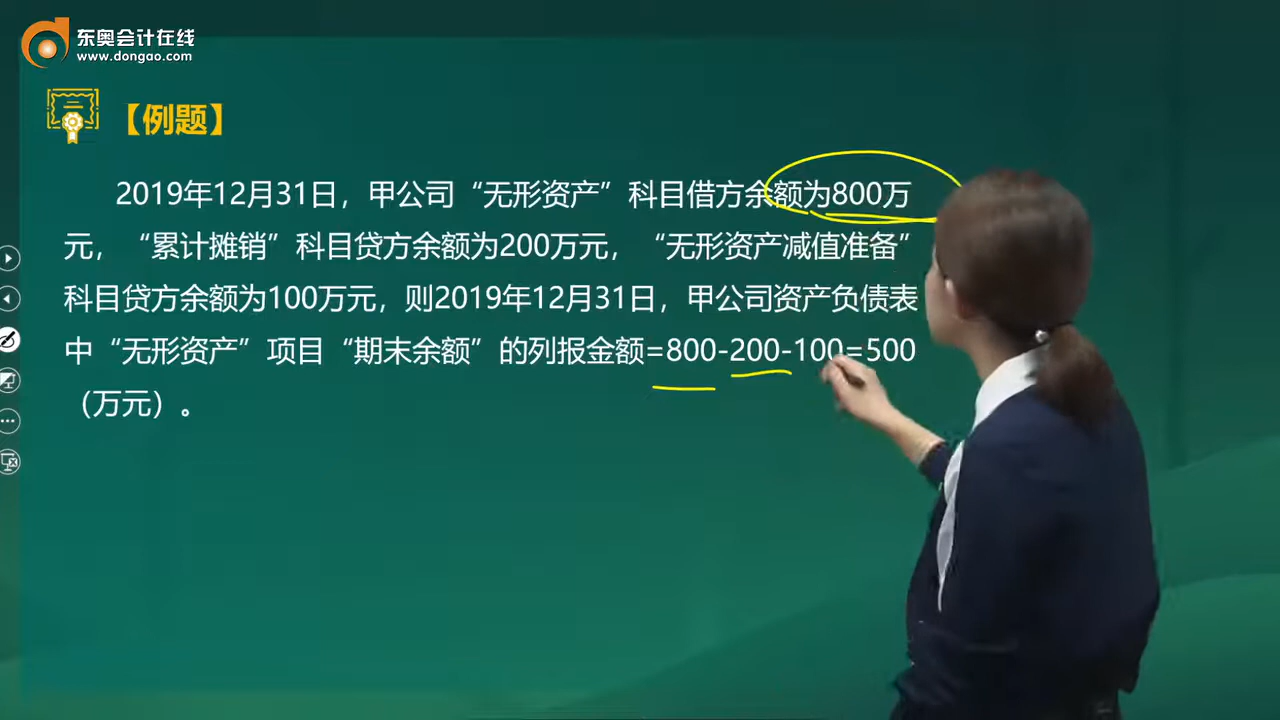 东奥会计在线
www.dongao.com
【例题】
2019年12月31日，甲公司“无形资产”科目借方余额为800万
元，“累计摊销”科目贷方余额为200万元，“无形资产减值准备”
科目贷方余额为100万元，则2019年12月31日，甲公司资产负债表
中“无形资产”项目“期末余额”的列报金额=800-200-100=500
（万元）。